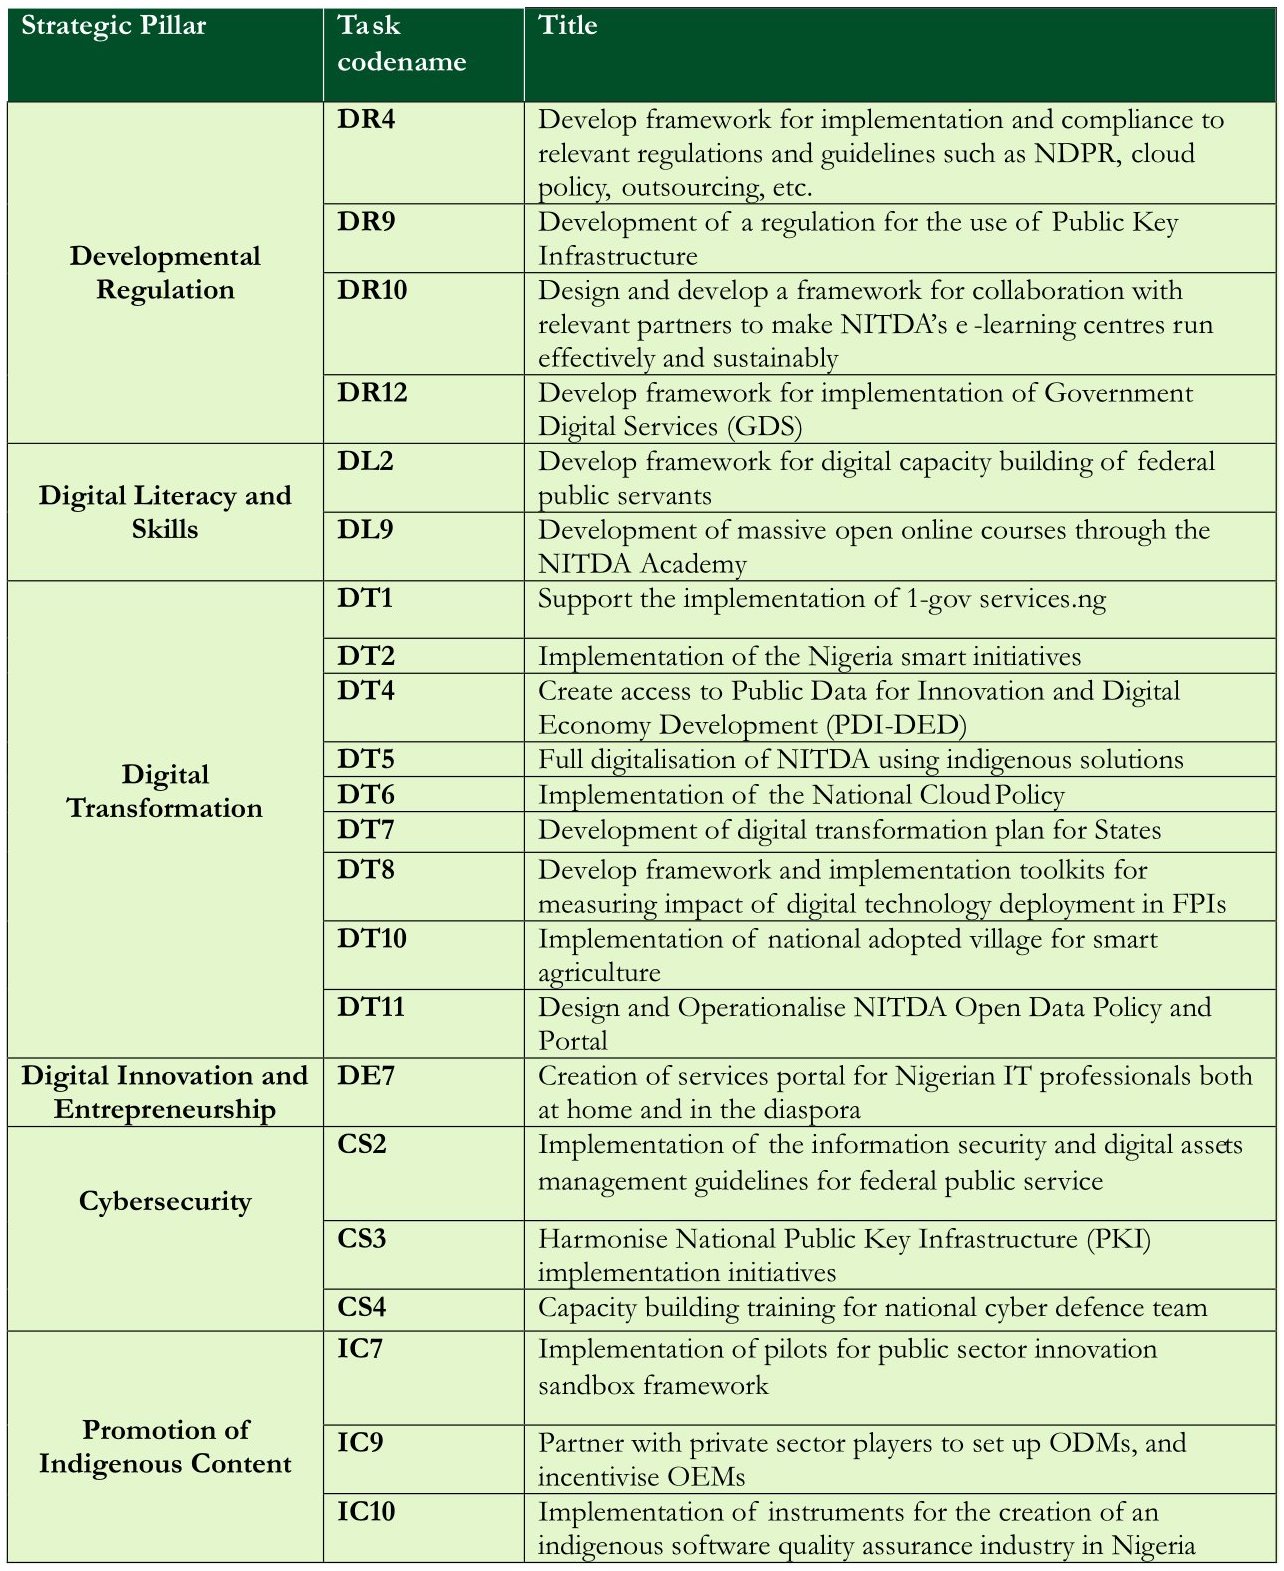 Strategic Pillar
Task
codename
Title
Developmental
Regulation
DR4
Develop framework for implementation and compliance to
relevant regulations and guidelines such as NDPR, cloud
policy, outsourcing, etc.
DR9
Development of a regulation for the use of Public Key
Infrastructure
DR10
Design and develop a framework for collaboration with
relevant partners to make NITDA’s e -learning centres run
effectively and sustainably
DR12
Develop framework for implementation of Government
Digital Services (GDS)
Digital Literacy and
Skills
DL2
Develop framework for digital capacity building of federal
public servants
DL9
Development of massive open online courses through the
NITDA Academy
Digital
Transformation
DT1
Support the implementation of 1-gov services.ng
DT2
Implementation of the Nigeria smart initiatives
DT4
Create access to Public Data for Innovation and Digital
Economy Development (PDI-DED)
DT5
Full digitalisation of NITDA using indigenous solutions
DT6
Implementation of the National Cloud Policy
DT7
Development of digital transformation plan for States
DT8
Develop framework and implementation toolkits for
measuring impact of digital technology deployment in FPIs
DT10
Implementation of national adopted village for smart
agriculture
DT11
Design and Operationalise NITDA Open Data Policy and
Portal
Digital Innovation and
Entrepreneurship
DE7
Creation of services portal for Nigerian IT professionals both
at home and in the diaspora
Cybersecurity
CS2
Implementation of the information security and digital assets
management guidelines for federal public service
CS3
Harmonise National Public Key Infrastructure (PKI)
implementation initiatives
CS4
Capacity building training for national cyber defence team
Promotion of
Indigenous Content
IC7
Implementation of pilots for public sector innovation
sandbox framework
IC9
Partner with private sector players to set up ODMs, and
incentivise OEMs
IC10
Implementation of instruments for the creation of an
indigenous software quality assurance industry in Nigeria